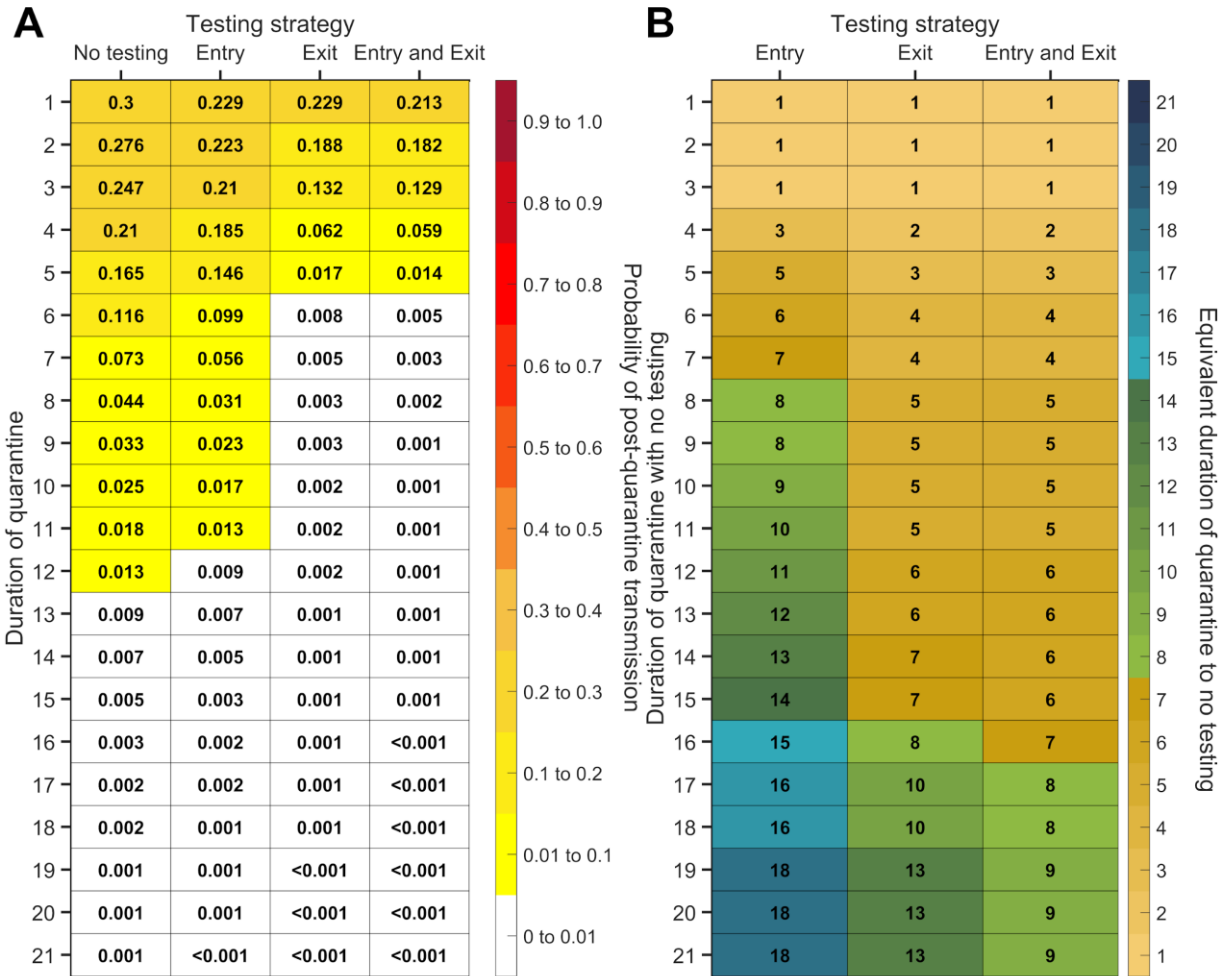 A
Testing strategy
No testing Entry Exit Entry and Exit
Duration of quarantine
1 0.3 0.229 0.229 0.213
2 0.276 0.223 0.188 0.182
3 0.247 0.21 0.132 0.129
4 0.21 0.185 0.062 0.059
5 0.165 0.146 0.017 0.014
6 0.116 0.099 0.008 0.005
7 0.073 0.056 0.005 0.003
8 0.044 0.031 0.003 0.002
9 0.033 0.023 0.003 0.001
10 0.025 0.017 0.002 0.001
11 0.018 0.013 0.002 0.001
12 0.013 0.009 0.002 0.001
13 0.009 0.007 0.001 0.001
14 0.007 0.005 0.001 0.001
15 0.005 0.003 0.001 0.001
16 0.003 0.002 0.001 <0.001
17 0.002 0.002 0.001 <0.001
18 0.002 0.001 0.001 <0.001
19 0.001 0.001 <0.001 <0.001
20 0.001 0.001 <0.001 <0.001
21 0.001 <0.001 <0.001 <0.001
0.9 to 1.0
0.8 to 0.9
0.7 to 0.8
0.6 to 0.7
0.5 to 0.6
0.4 to 0.5
0.3 to 0.4
0.2 to 0.3
0.1 to 0.2
0.01 to 0.1
0 to 0.01
Probability of post-quarantine transmission
B
Testing strategy
Entry Exit Entry and Exit
Duration of quarantine with no testing
1 1 1 1
2 1 1 1
3 1 1 1
4 3 2 2
5 5 3 3
6 6 4 4
7 7 4 4
8 8 5 5
9 8 5 5
10 9 5 5
11 10 5 5
12 11 6 6
13 12 6 6
14 13 7 6
15 14 7 6
16 15 8 7
17 16 10 8
18 16 10 8
19 18 13 9
20 18 13 9
21 18 13 9
21
20
19
18
17
16
15
14
13
12
11
10
9
8
7
6
5
4
3
2
1
Equivalent duration of quarantine to no testing